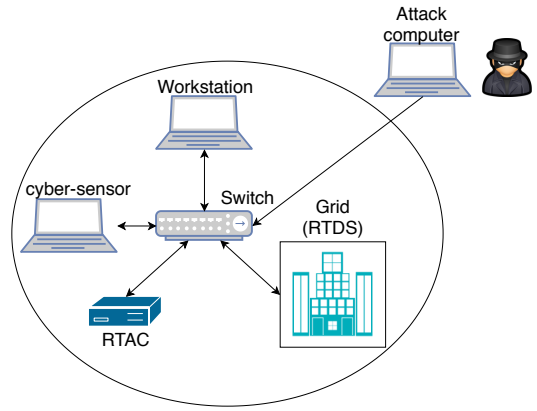 Attack
computer
Workstation
cyber-sensor
Switch
Grid
(RTDS)
RTAC